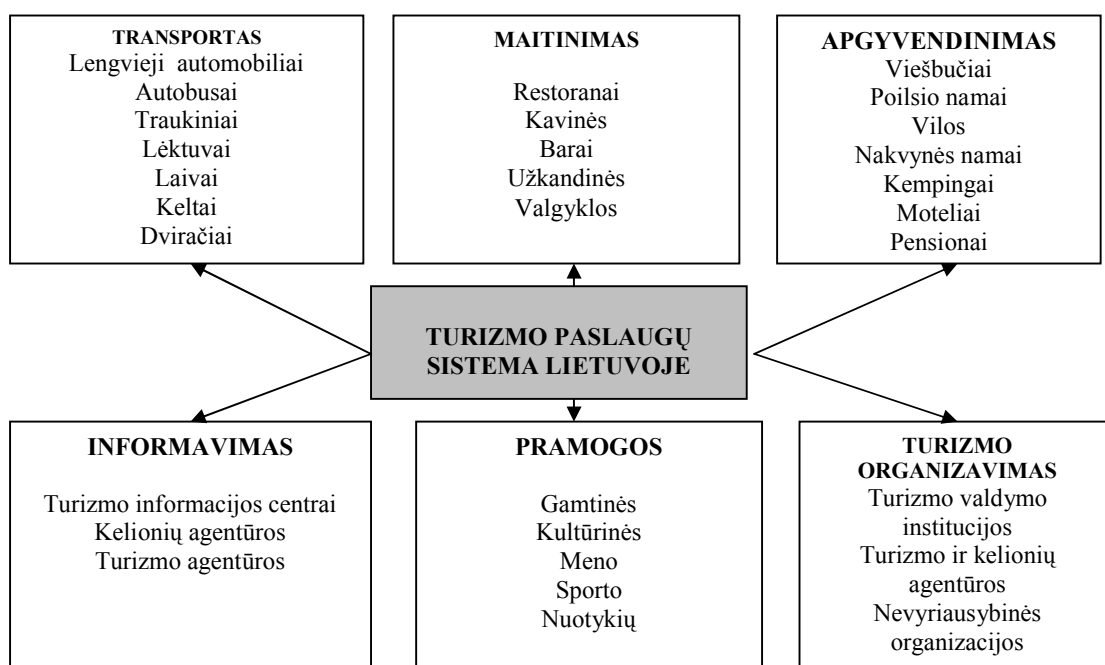 TRANSPORTAS
Lengvieji automobiliai
Autobusai
Traukiniai
Lėktuvai
Laivai
Keltai
Dviračiai
MAITINIMAS
Restoranai
Kavinės
Barai
Užkandinės
Valgyklos
APGYVENDINIMAS
Viešbučiai
Poilsio namai
Vilos
Nakvynės namai
Kempingai
Moteliai
Pensionai
TURIZMO PASLAUGŲ
SISTEMA LIETUVOJE
INFORMAVIMAS
Turizmo informacijos centrai
Kelionių agentūros
Turizmo agentūros
PRAMOGOS
Gamtinės
Kultūrinės
Meno
Sporto
Nuotykių
TURIZMO
ORGANIZAVIMAS
Turizmo valdymo
institucijos
Turizmo ir kelionių
agentūros
Nevyriausybinės
organizacijos